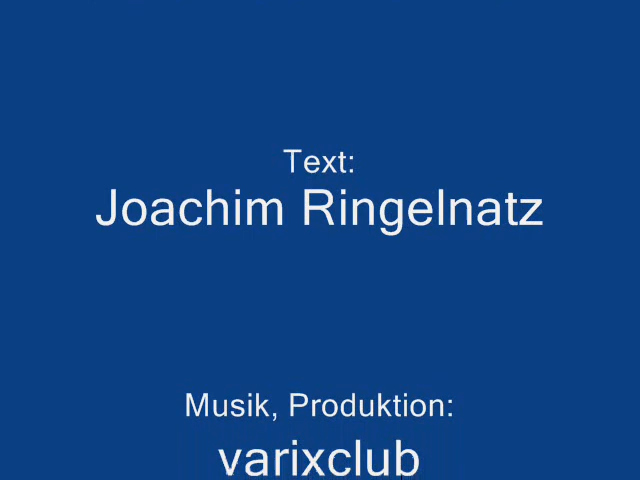 Text:
Joachim Ringelnatz
Musik, Produktion:
varixclub